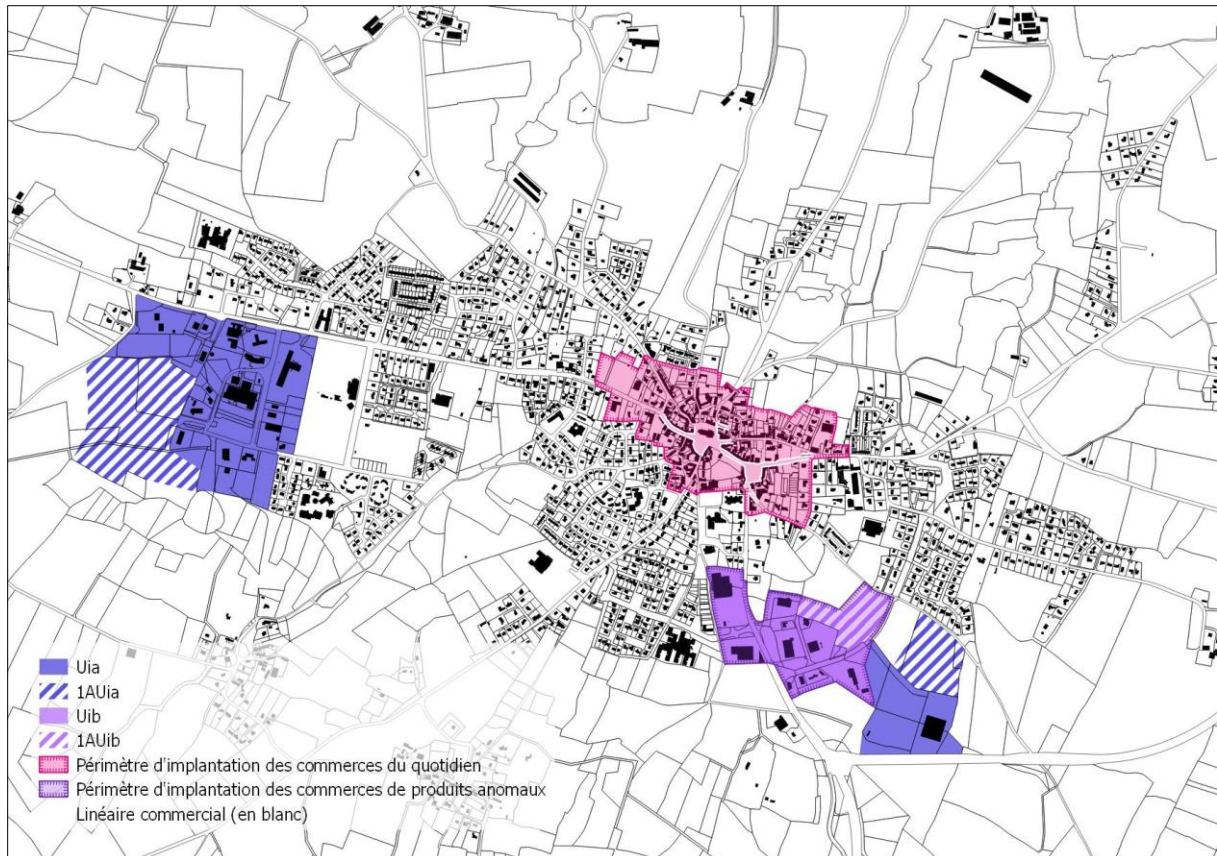 Uia
1AUia
Uib
1AUib
Périmètre d'implantation des commerces du quotidien
Périmètre d'implantation des commerces de produits anomaux
Linéaire commercial (en blanc)